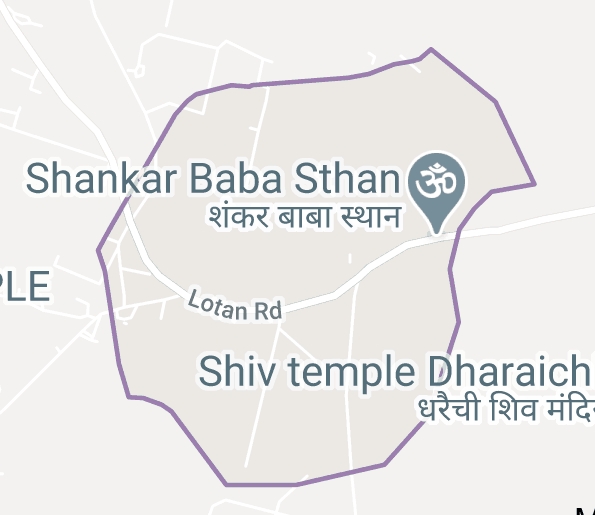 Shankar Baba Sthan
शंकर बाबा स्थान
PLE
Lotan Rd
Shiv temple Dharaich
धरैची शिव मंदि